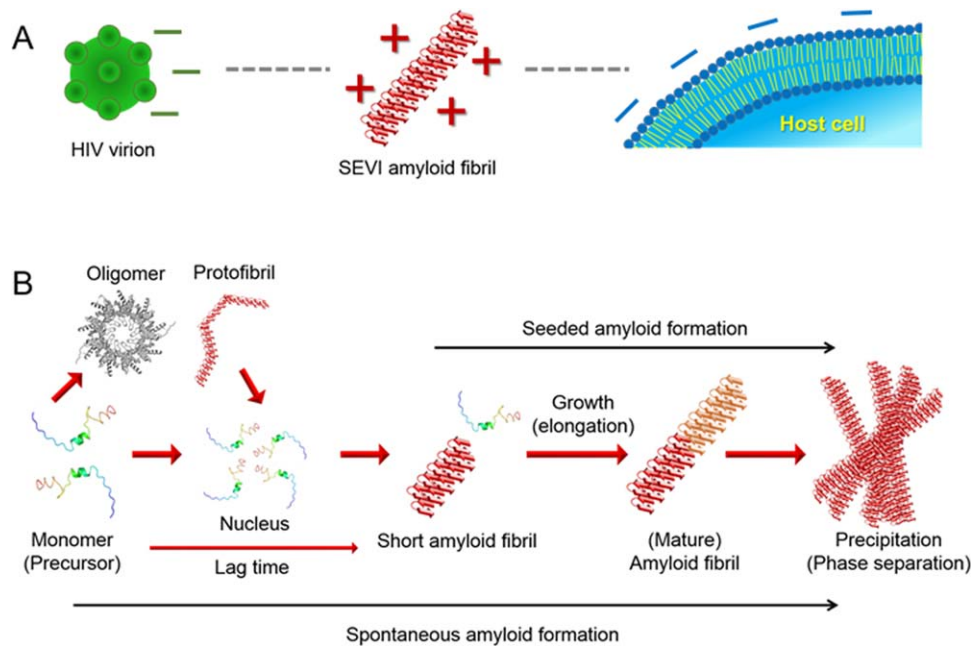 A
HIV virion
SEVI amyloid fibril
Host cell
B
Oligomer
Protofibril
Seeded amyloid formation
Growth
(elongation)
Monomer
(Precursor)
Nucleus
Lag time
Short amyloid fibril
(Mature)
Amyloid fibril
Precipitation
(Phase separation)
Spontaneous amyloid formation